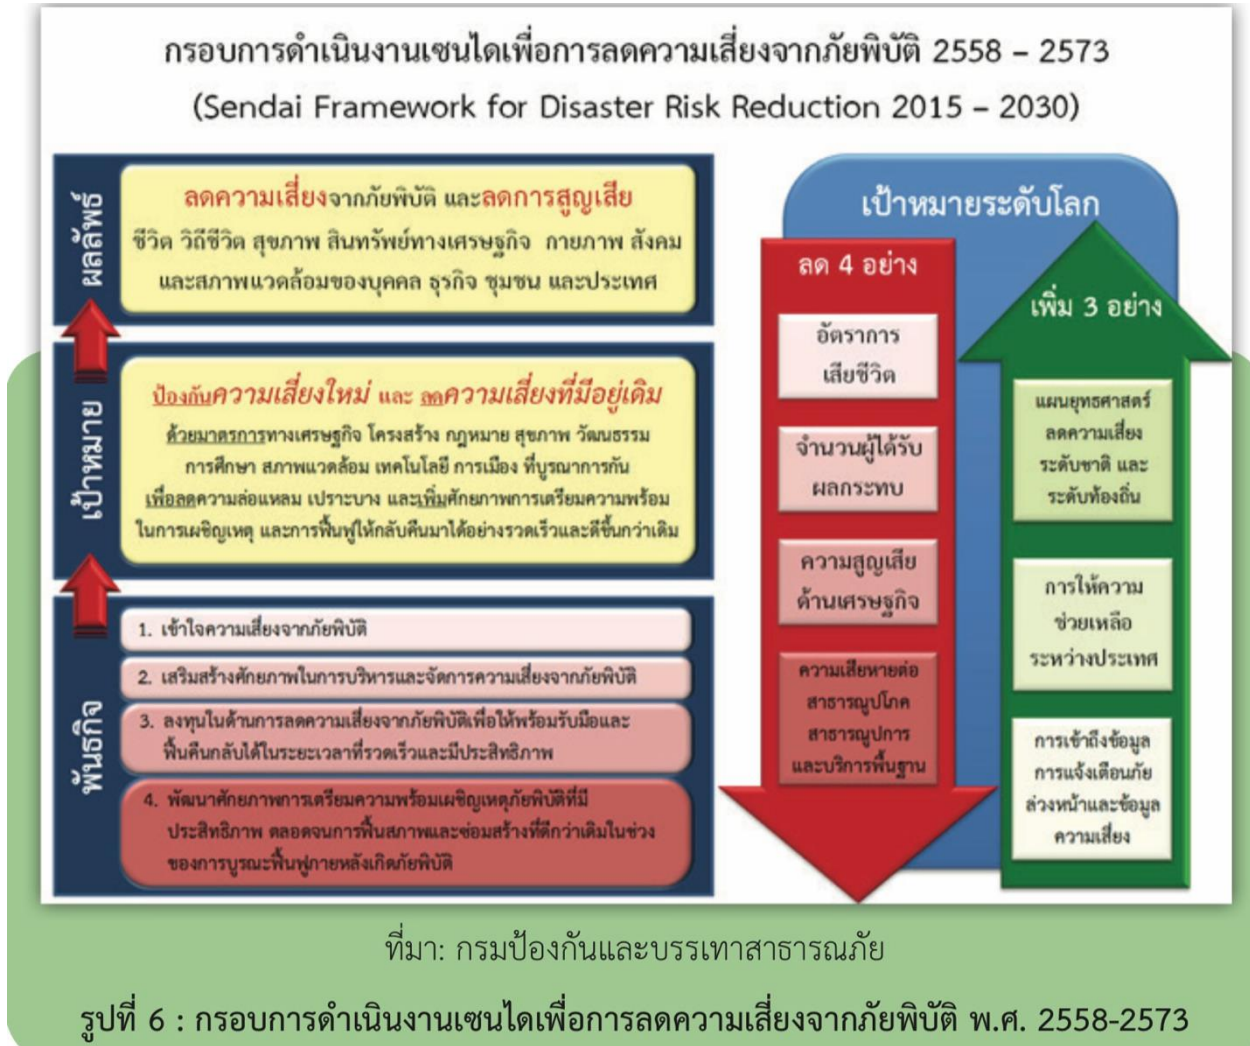 กรอบการดำเนินงานเซนไดเพื่อการลดความเสี่ยงจากภัยพิบัติ 2558 – 2573
(Sendai Framework for Disaster Risk Reduction 2015 – 2030)
ผลลัพธ์
ลดความเสี่ยงจากภัยพิบัติ และลดการสูญเสีย
ชีวิต วิถีชีวิต สุขภาพ สินทรัพย์ทางเศรษฐกิจ กายภาพ สังคม
และสภาพแวดล้อมของบุคคล ธุรกิจ ชุมชน และประเทศ
เป้าหมาย
ป้องกันความเสี่ยงใหม่ และ ลดความเสี่ยงที่มีอยู่เดิม
ด้วยมาตรการทางเศรษฐกิจ โครงสร้าง กฎหมาย สุขภาพ วัฒนธรรม
การศึกษา สภาพแวดล้อม เทคโนโลยี การเมือง ที่บูรณาการกัน
เพื่อลดความล่อแหลม เปราะบาง และเพิ่มศักยภาพการเตรียมความพร้อม
ในการเผชิญเหตุ และการฟื้นฟูให้กลับคืนมาได้อย่างรวดเร็วและดีขึ้นกว่าเดิม
พันธกิจ
1. เข้าใจความเสี่ยงจากภัยพิบัติ
2. เสริมสร้างศักยภาพในการบริหารและจัดการความเสี่ยงจากภัยพิบัติ
3. ลงทุนในด้านการลดความเสี่ยงจากภัยพิบัติเพื่อให้พร้อมรับมือและ
ฟื้นคืนกลับได้ในระยะเวลาที่รวดเร็วและมีประสิทธิภาพ
4. พัฒนาศักยภาพการเตรียมความพร้อมเผชิญเหตุภัยพิบัติที่มี
ประสิทธิภาพ ตลอดจนการฟื้นสภาพและซ่อมสร้างที่ดีกว่าเดิมในช่วง
ของการบูรณะฟื้นฟูภายหลังเกิดภัยพิบัติ
เป้าหมายระดับโลก
ลด 4 อย่าง
อัตราการ
เสียชีวิต
จำนวนผู้ได้รับ
ผลกระทบ
ความสูญเสีย
ด้านเศรษฐกิจ
ความเสียหายต่อ
สาธารณูปโภค
สาธารณูปการ
และบริการพื้นฐาน
เพิ่ม 3 อย่าง
แผนยุทธศาสตร์
ลดความเสี่ยง
ระดับชาติ และ
ระดับท้องถิ่น
การให้ความ
ช่วยเหลือ
ระหว่างประเทศ
การเข้าถึงข้อมูล
การแจ้งเตือนภัย
ล่วงหน้าและข้อมูล
ความเสี่ยง
ที่มา: กรมป้องกันและบรรเทาสาธารณภัย
รูปที่ 6 : กรอบการดำเนินงานเซนไดเพื่อการลดความเสี่ยงจากภัยพิบัติ พ.ศ. 2558-2573